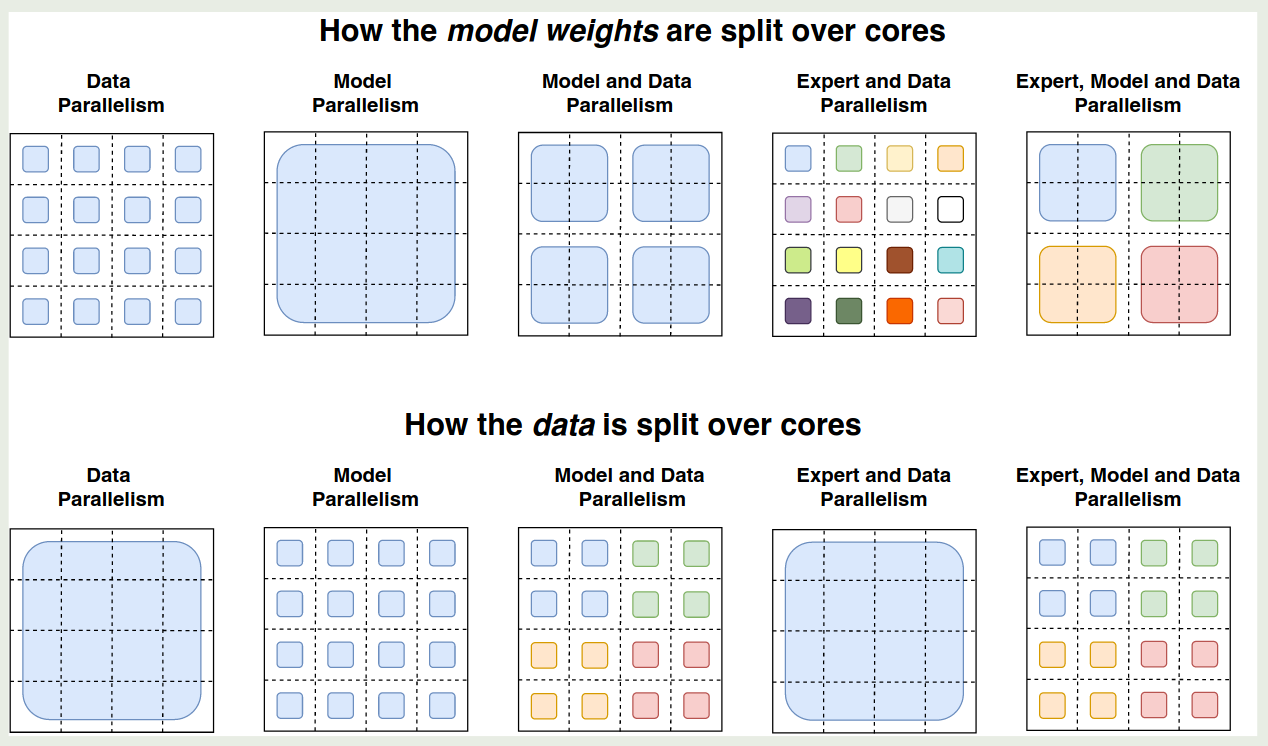 How the model weights are split over cores
Data
Parallelism
Model
Parallelism
Model and Data
Parallelism
Expert and Data
Parallelism
Expert, Model and Data
Parallelism
How the data is split over cores
Data
Parallelism
Model
Parallelism
Model and Data
Parallelism
Expert and Data
Parallelism
Expert, Model and Data
Parallelism